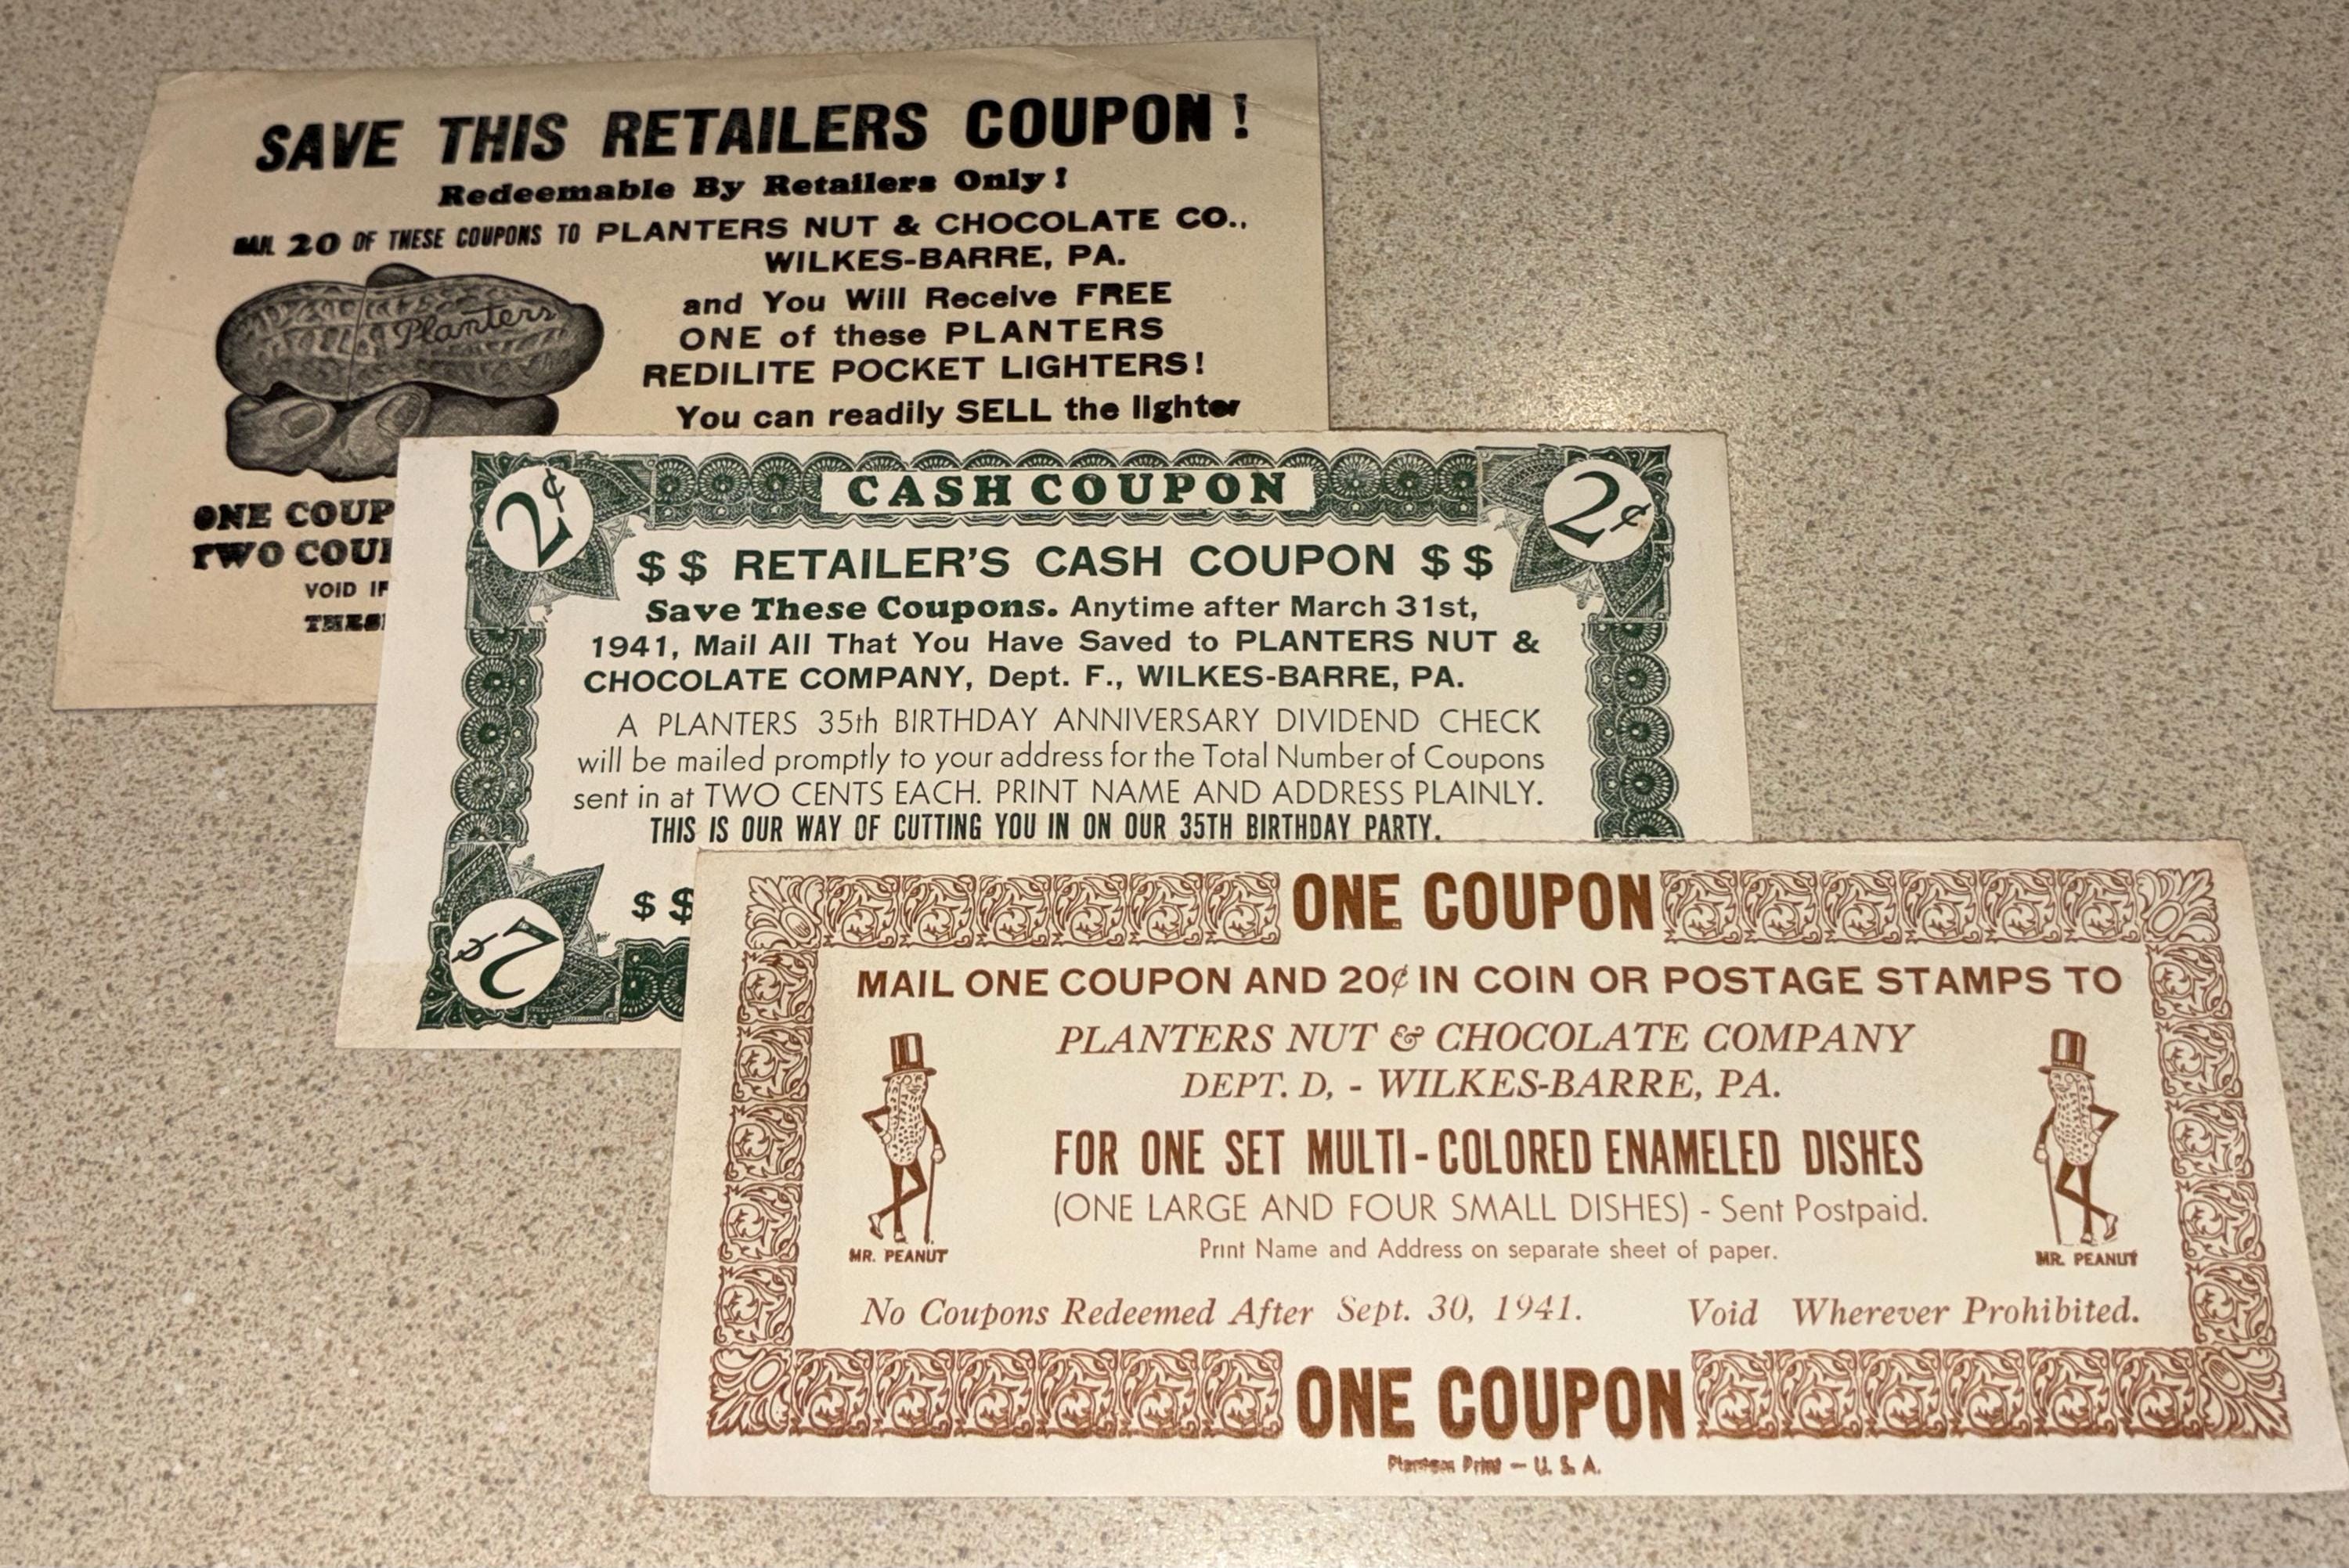 SAVE THIS RETAILERS COUPON!
Redeemable By Retailers Only!
MAIL 20 OF THESE COUPONS TO PLANTERS NUT & CHOCOLATE CO.,
WILKES-BARRE, PA.
and You Will Receive FREE
ONE of these PLANTERS
REDILITE POCKET LIGHTERS!
You can readily SELL the lighter
Planters
ONE COUP
TWO COU
VOID IF
THESE
CASH COUPON
2¢
2¢
$$ RETAILER'S CASH COUPON $$
Save These Coupons. Anytime after March 31st,
1941, Mail All That You Have Saved to PLANTERS NUT &
CHOCOLATE COMPANY, Dept. F., WILKES-BARRE, PA.
A PLANTERS 35th BIRTHDAY ANNIVERSARY DIVIDEND CHECK
will be mailed promptly to your address for the Total Number of Coupons
sent in at TWO CENTS EACH. PRINT NAME AND ADDRESS PLAINLY.
THIS IS OUR WAY OF CUTTING YOU IN ON OUR 35TH BIRTHDAY PARTY.
$$
2¢
ONE COUPON
MAIL ONE COUPON AND 20¢ IN COIN OR POSTAGE STAMPS TO
PLANTERS NUT & CHOCOLATE COMPANY
DEPT. D, - WILKES-BARRE, PA.
FOR ONE SET MULTI-COLORED ENAMELED DISHES
(ONE LARGE AND FOUR SMALL DISHES) - Sent Postpaid.
Print Name and Address on separate sheet of paper.
MR. PEANUT
MR. PEANUT
No Coupons Redeemed After Sept. 30, 1941. Void Wherever Prohibited.
ONE COUPON
Print — U. S. A.